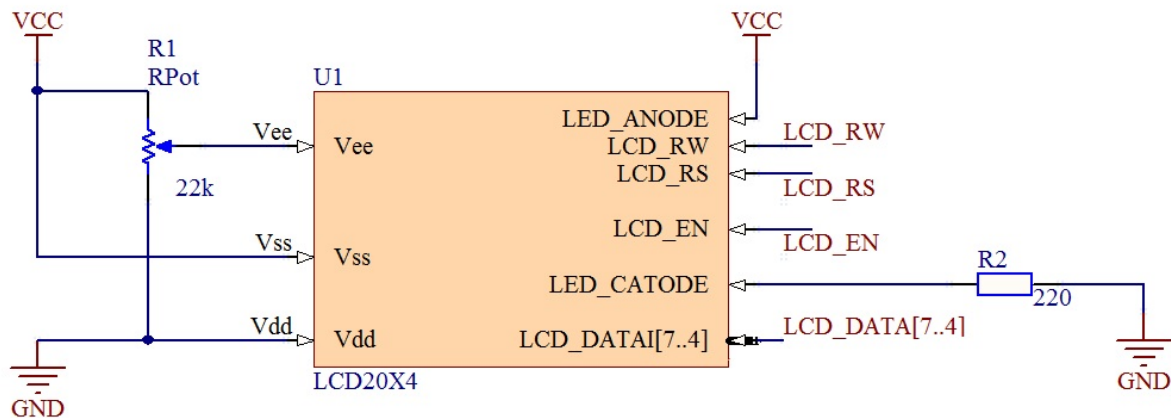 VCC
VCC
R1
RPot
U1
LED_ANODE
Vee
Vee
LCD_RW
LCD_RW
LCD_RS
LCD_RS
22k
LCD_EN
LCD_EN
Vss
Vss
R2
LED_CATODE
220
Vdd
Vdd
LCD_DATAI[7..4]
LCD_DATA[7..4]
LCD20X4
GND
GND